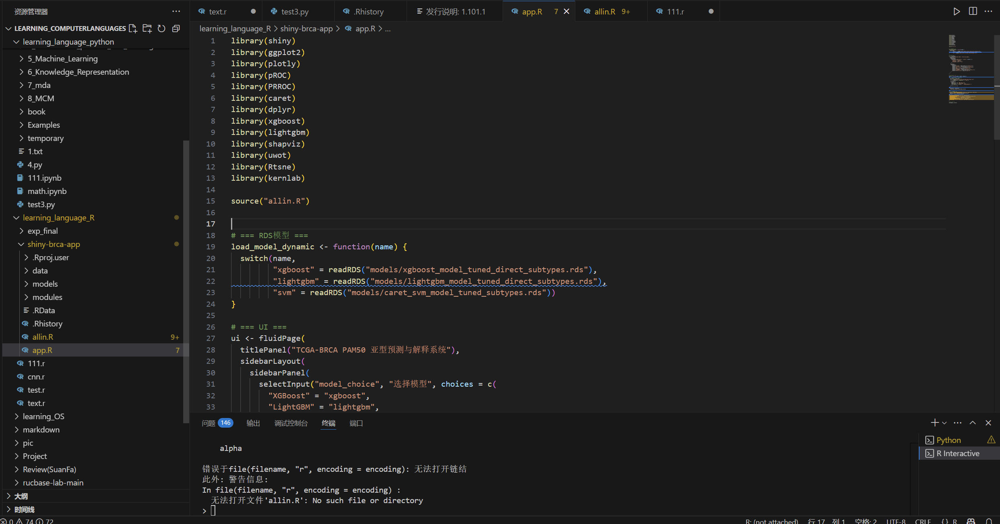 资源管理器
LEARNING_COMPUTERLANGUAGES
learning_language_python
5_Machine_Learning
6_Knowledge_Representation
7_mda
8_MCM
book
Examples
temporary
1.txt
4.py
111.ipynb
math.ipynb
test3.py
learning_language_R
exp_final
shiny-brca-app
.Rproj.user
data
models
modules
.RData
.Rhistory
allin.R 9+
app.R 7
111.r
cnn.r
test.r
text.r
learning_OS
markdown
pic
Project
Review(SuanFa)
rucbase-lab-main
大纲
时间线
text.r test3.py .Rhistory 发行说明: 1.101.1 app.R 7 allin.R 9+ 111.r
learning_language_R > shiny-brca-app > app.R > ...
1 library(shiny)
2 library(ggplot2)
3 library(plotly)
4 library(pROC)
5 library(PRROC)
6 library(caret)
7 library(dplyr)
8 library(xgboost)
9 library(lightgbm)
10 library(shapviz)
11 library(uwot)
12 library(Rtsne)
13 library(kernlab)
14
15 source("allin.R")
16
17
18 # === RDS模型 ===
19 load_model_dynamic <- function(name) {
20 switch(name,
21 "xgboost" = readRDS("models/xgboost_model_tuned_direct_subtypes.rds"),
22 "lightgbm" = readRDS("models/lightgbm_model_tuned_direct_subtypes.rds"),
23 "svm" = readRDS("models/caret_svm_model_tuned_subtypes.rds"))
24 }
25
26 # === UI ===
27 ui <- fluidPage(
28 titlePanel("TCGA-BRCA PAM50 亚型预测与解释系统"),
29 sidebarLayout(
30 sidebarPanel(
31 selectInput("model_choice", "选择模型", choices = c(
32 "XGBoost" = "xgboost",
33 "LightGBM" = "lightgbm",
问题 146 输出 调试控制台 终端 端口
alpha
错误于file(filename, "r", encoding = encoding): 无法打开链结
此外: 警告信息:
In file(filename, "r", encoding = encoding) :
无法打开文件'allin.R': No such file or directory
>
Python
R Interactive
0 74 72
R: (not attached) 行 17, 列 1 空格: 2 UTF-8 CRLF {} R